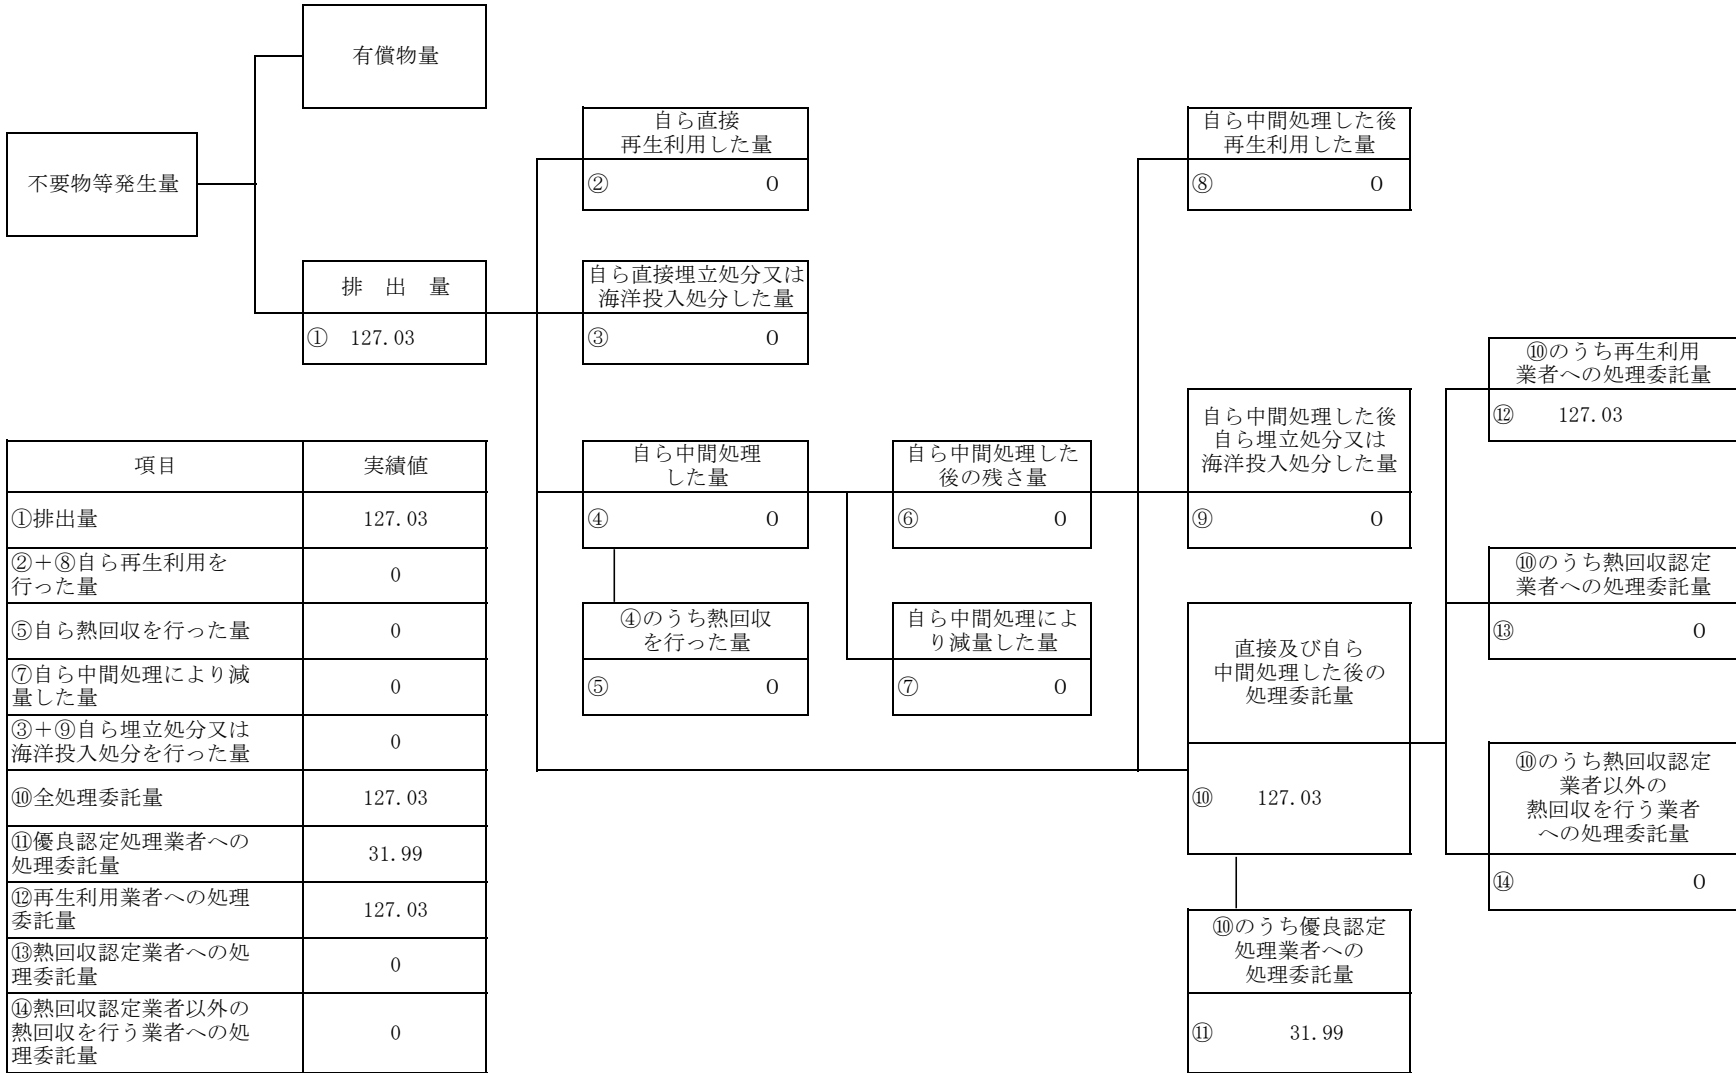 有償物量
不要物等発生量
排 出 量
① 127.03
自ら直接
再生利用した量
② 0
自ら直接埋立処分又は
海洋投入処分した量
③ 0
自ら中間処理
した量
④ 0
④のうち熱回収
を行った量
⑤ 0
自ら中間処理した
後の残さ量
⑥ 0
自ら中間処理によ
り減量した量
⑦ 0
自ら中間処理した後
再生利用した量
⑧ 0
自ら中間処理した後
自ら埋立処分又は
海洋投入処分した量
⑨ 0
直接及び自ら
中間処理した後の
処理委託量
⑩ 127.03
⑩のうち優良認定
処理業者への
処理委託量
⑪ 31.99
⑩のうち再生利用
業者への処理委託量
⑫ 127.03
⑩のうち熱回収認定
業者への処理委託量
⑬ 0
⑩のうち熱回収認定
業者以外の
熱回収を行う業者
への処理委託量
⑭ 0
項目 実績値
①排出量 127.03
②＋⑧自ら再生利用を
行った量 0
⑤自ら熱回収を行った量 0
⑦自ら中間処理により減
量した量 0
③＋⑨自ら埋立処分又は
海洋投入処分を行った量 0
⑩全処理委託量 127.03
⑪優良認定処理業者への
処理委託量 31.99
⑫再生利用業者への処理
委託量 127.03
⑬熱回収認定業者への処
理委託量 0
⑭熱回収認定業者以外の
熱回収を行う業者への処
理委託量 0